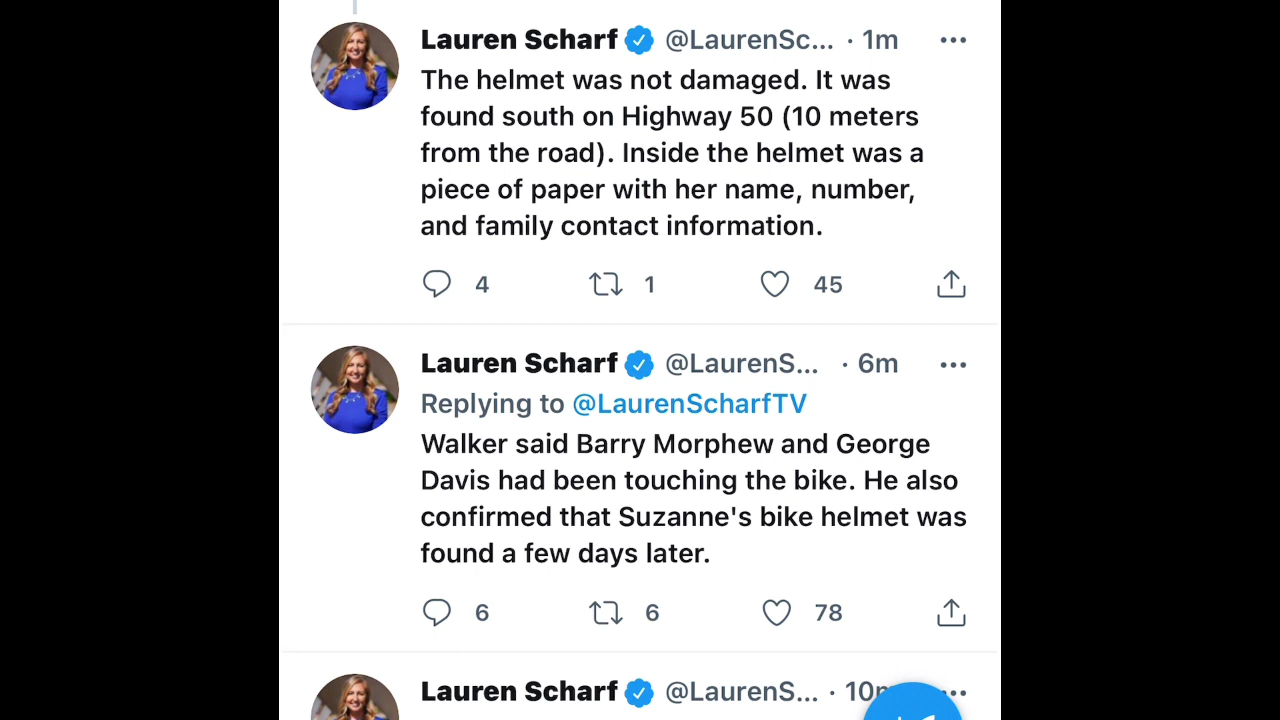 Lauren Scharf @LaurenSc... · 1m ...
The helmet was not damaged. It was
found south on Highway 50 (10 meters
from the road). Inside the helmet was a
piece of paper with her name, number,
and family contact information.
4 1 45
Lauren Scharf @LaurenS... · 6m ...
Replying to @LaurenScharfTV
Walker said Barry Morphew and George
Davis had been touching the bike. He also
confirmed that Suzanne's bike helmet was
found a few days later.
6 6 78
Lauren Scharf @LaurenS... · 10